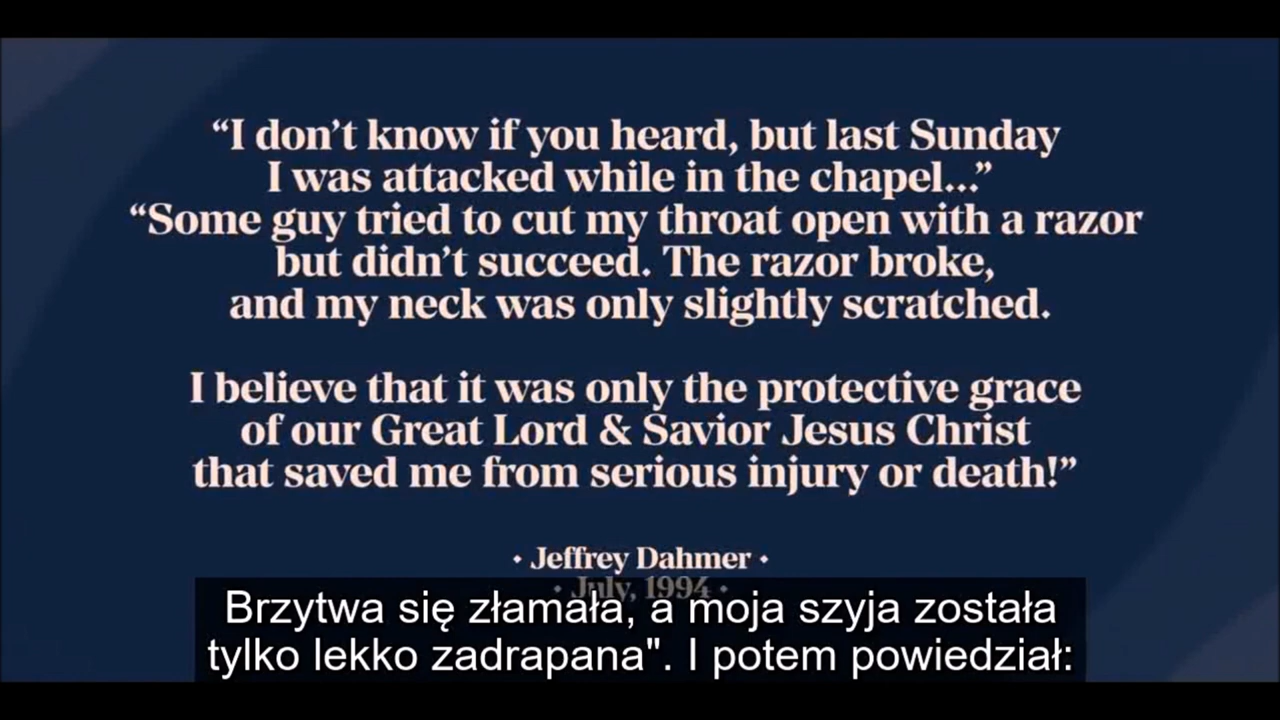 “I don’t know if you heard, but last Sunday
I was attacked while in the chapel...”
“Some guy tried to cut my throat open with a razor
but didn’t succeed. The razor broke,
and my neck was only slightly scratched.
I believe that it was only the protective grace
of our Great Lord & Savior Jesus Christ
that saved me from serious injury or death!”
• Jeffrey Dahmer •
• July, 1994 •
Brzytwa się złamała, a moja szyja została
tylko lekko zadrapana". I potem powiedział: